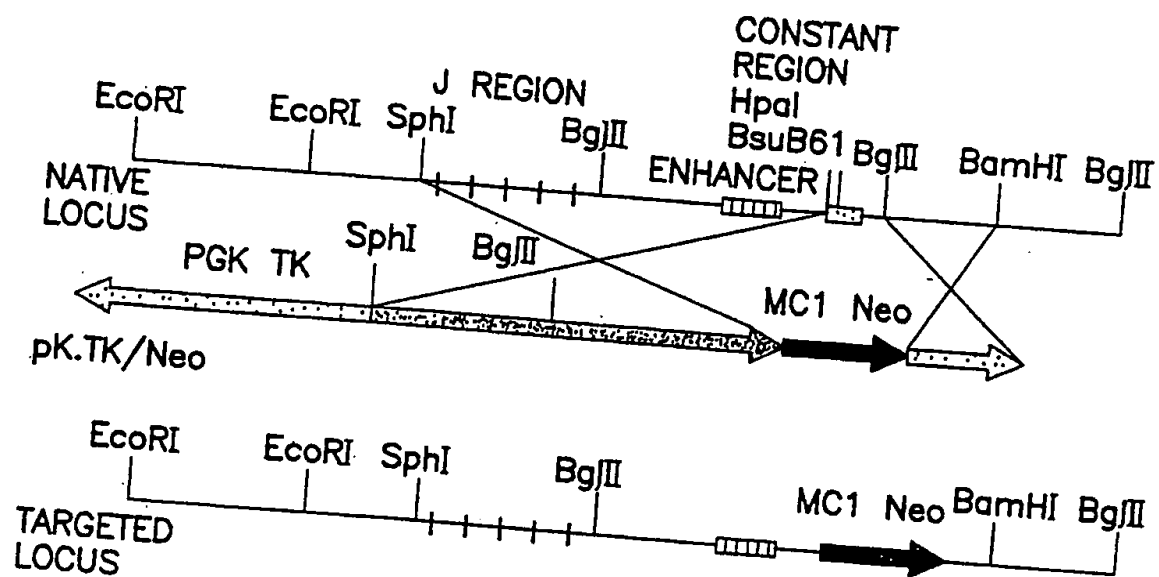 CONSTANT
REGION
HpaI
BsuB61
J REGION
EcoRI
EcoRI
SphI
BglII
ENHANCER
BglII
BamHI
BglII
NATIVE
LOCUS
PGK TK
SphI
BglII
MC1 Neo
pK.TK/Neo
EcoRI
EcoRI
SphI
BglII
MC1 Neo
BamHI
BglII
TARGETED
LOCUS